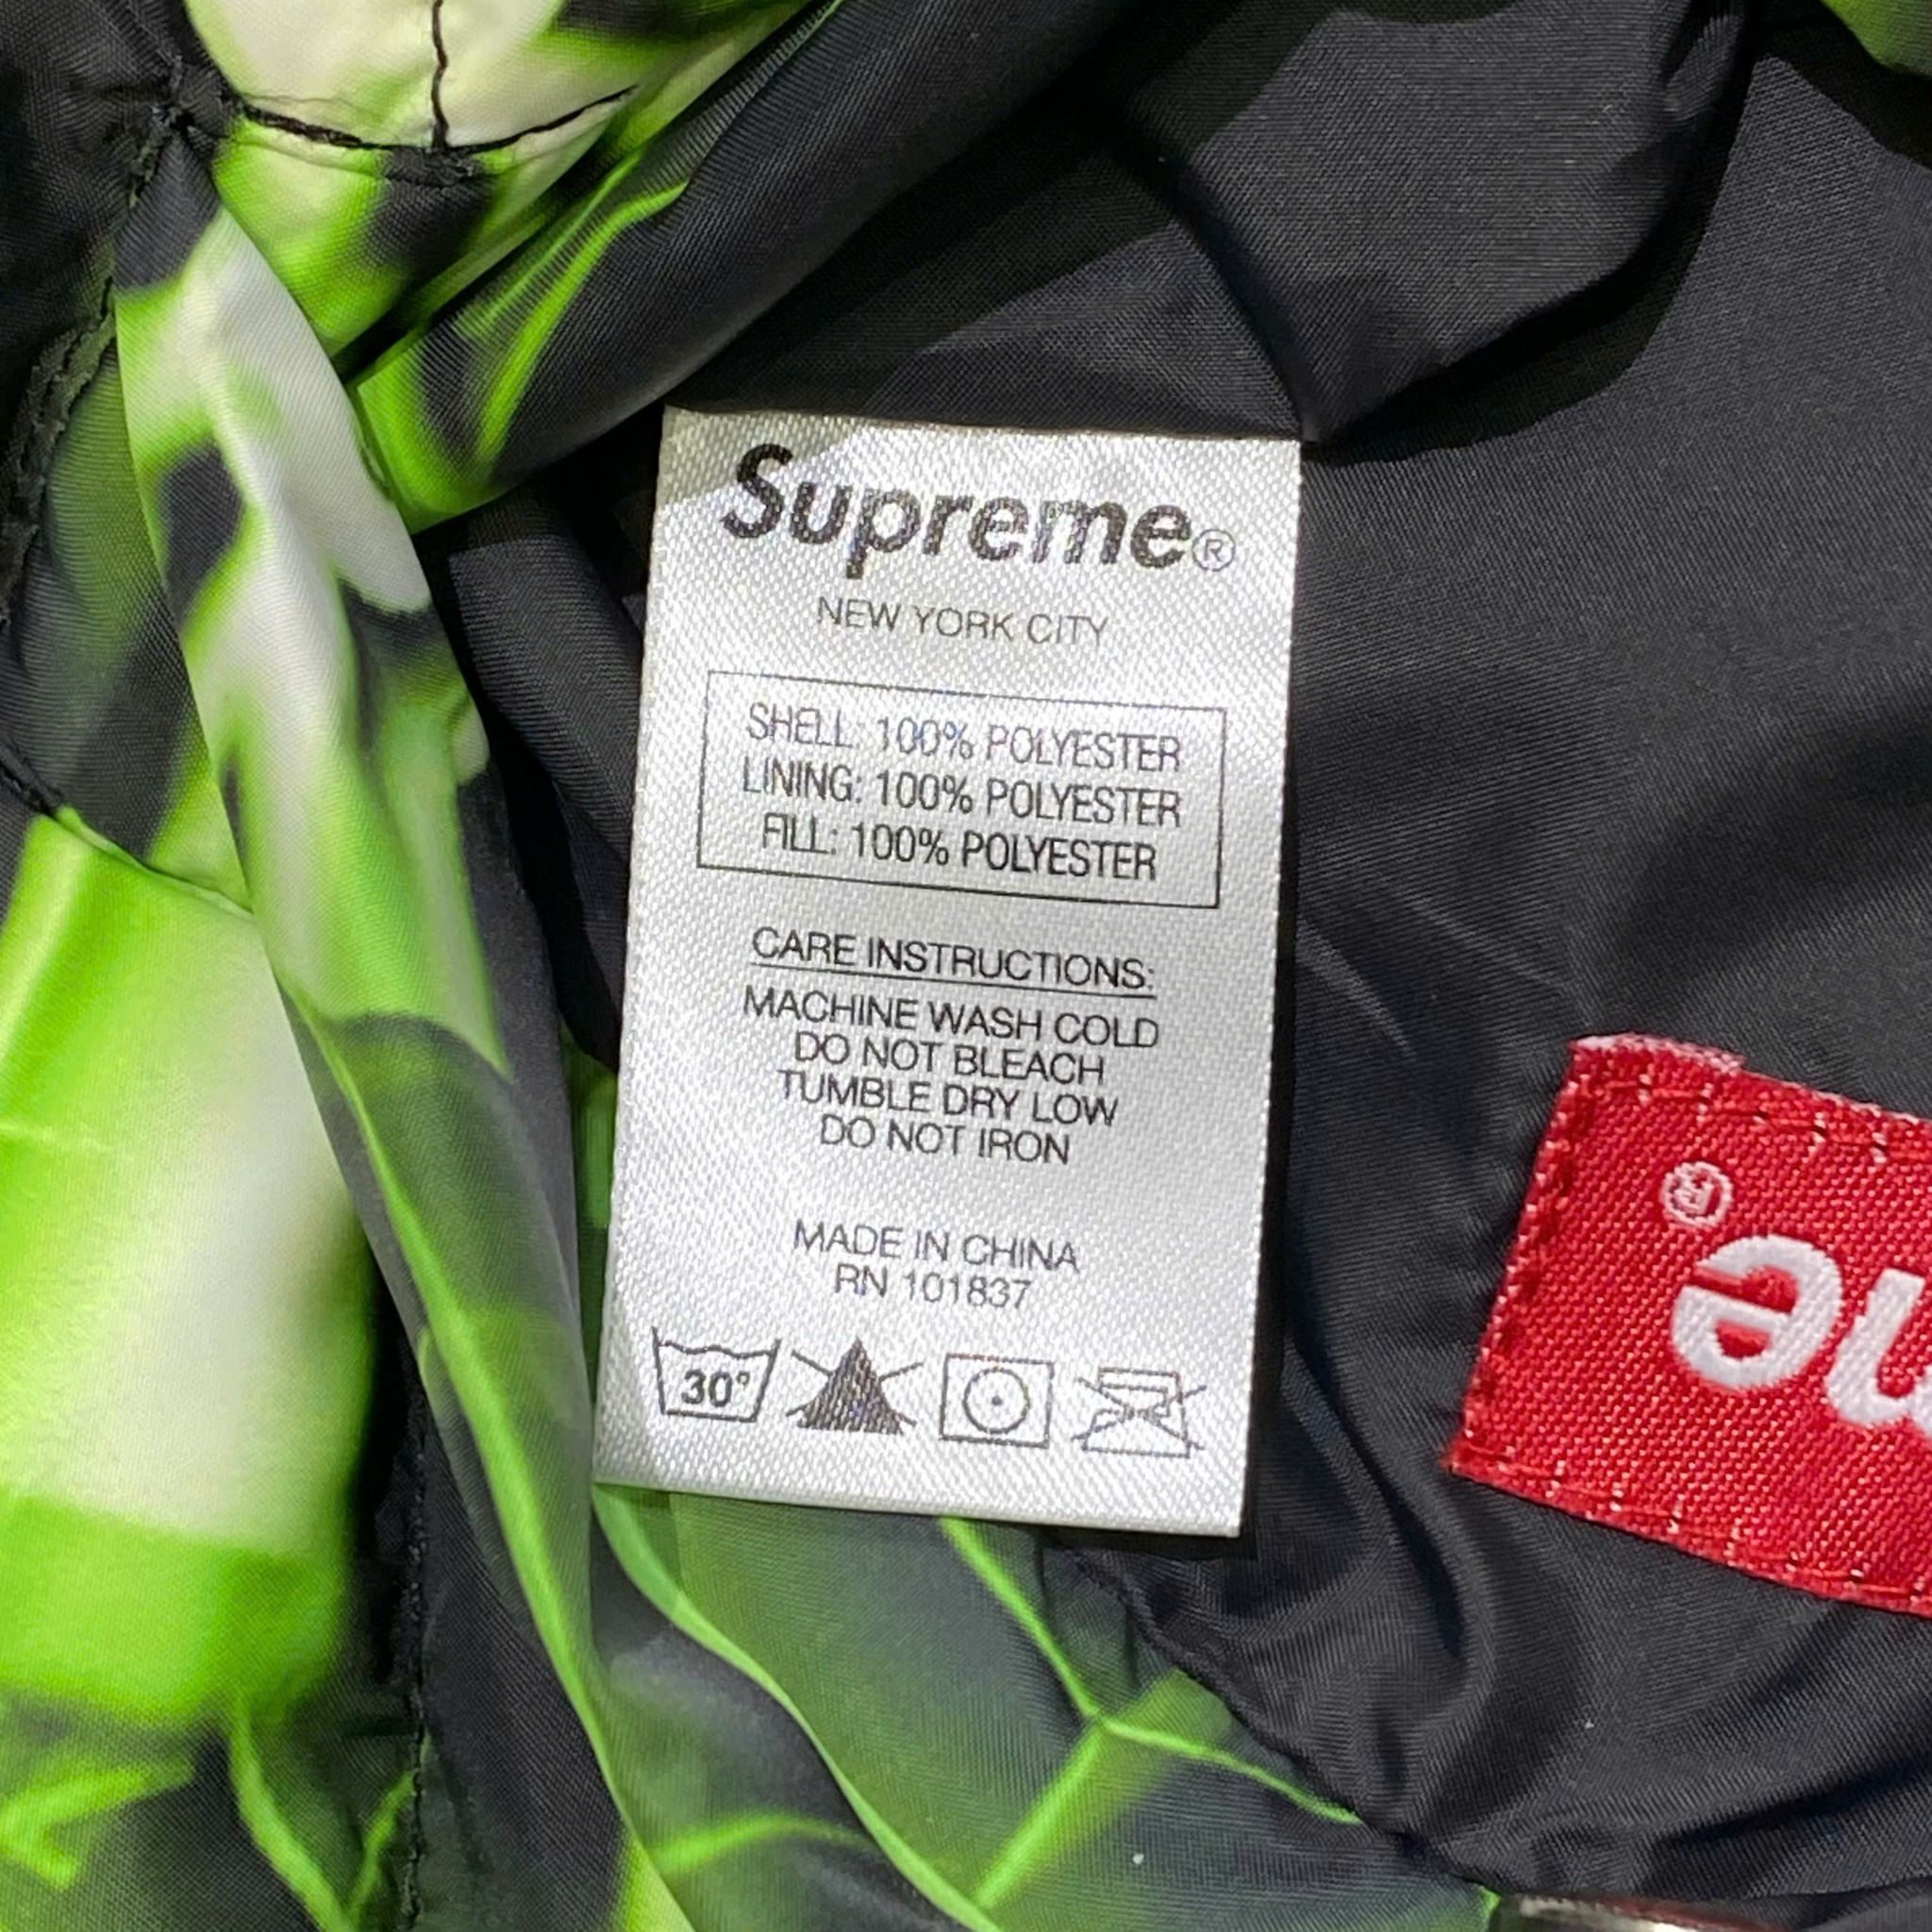 Supreme®
NEW YORK CITY
SHELL: 100% POLYESTER
LINING: 100% POLYESTER
FILL: 100% POLYESTER
CARE INSTRUCTIONS:
MACHINE WASH COLD
DO NOT BLEACH
TUMBLE DRY LOW
DO NOT IRON
MADE IN CHINA
RN 101837
30°
me®